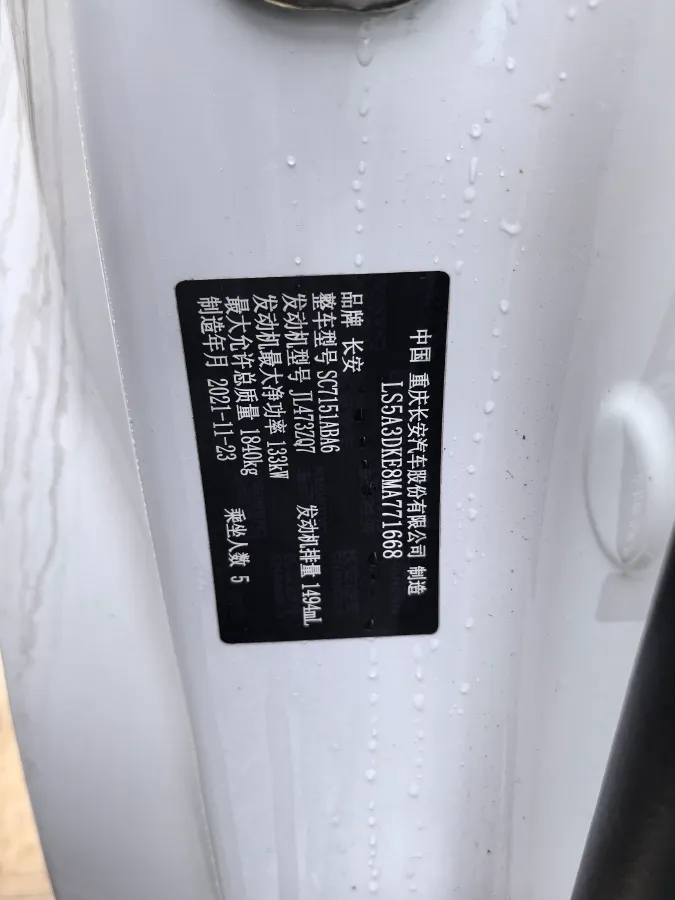 中国 重庆长安汽车股份有限公司 制造
LS5A3DKE8MA771668
品牌 长安
整车型号 SC7151ABA6
发动机型号 JL473ZQ7 发动机排量 1494mL
发动机最大净功率 133kW
最大允许总质量 1840kg
制造年月 2021-11-23 乘坐人数 5